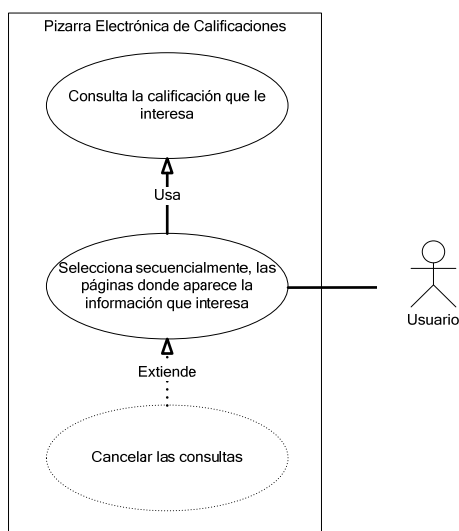 Pizarra Electrónica de Calificaciones
Consulta la calificación que le
interesa
Usa
Selecciona secuencialmente, las
páginas donde aparece la
información que interesa
Usuario
Extiende
Cancelar las consultas